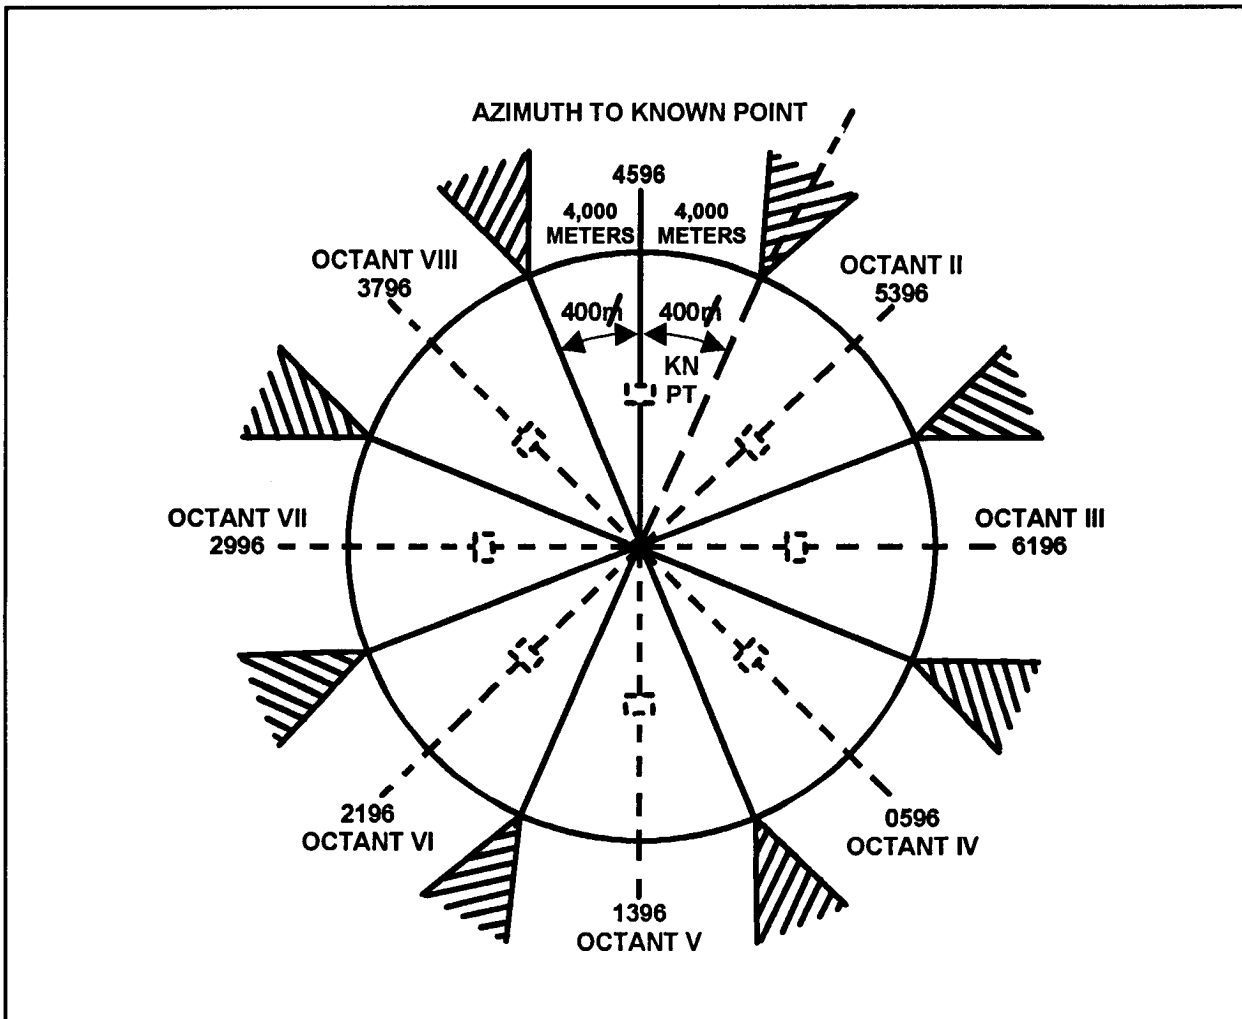 AZIMUTH TO KNOWN POINT
4596
4,000
METERS
4,000
METERS
OCTANT VIII
3796
OCTANT II
5396
400m
400m
KN
PT
OCTANT VII
2996
OCTANT III
6196
2196
OCTANT VI
0596
OCTANT IV
1396
OCTANT V